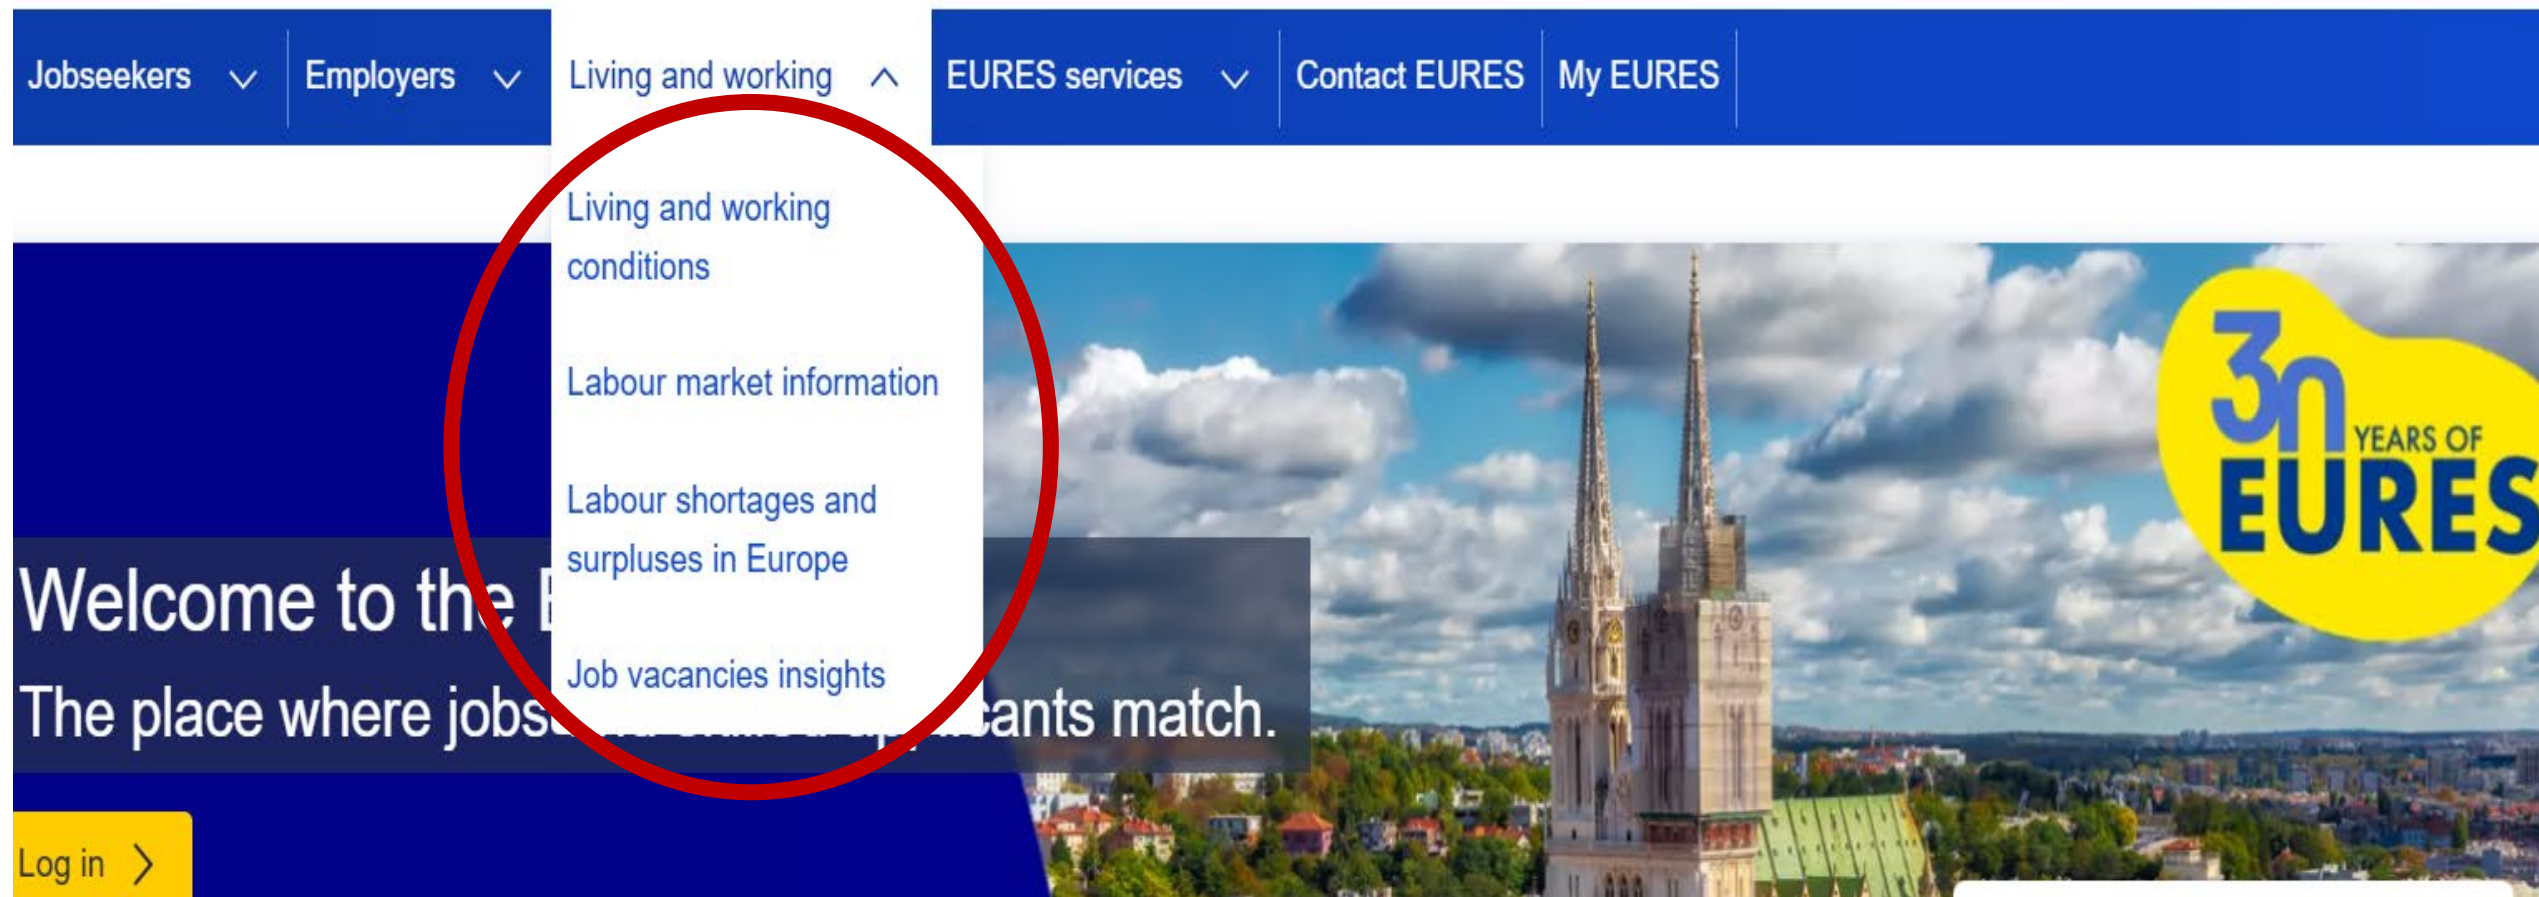 Jobseekers Employers Living and working EURES services Contact EURES My EURES
Living and working
conditions
Labour market information
Labour shortages and
surpluses in Europe
Job vacancies insights
Welcome to the
The place where jobs cants match.
Log in
30
YEARS OF
EURES